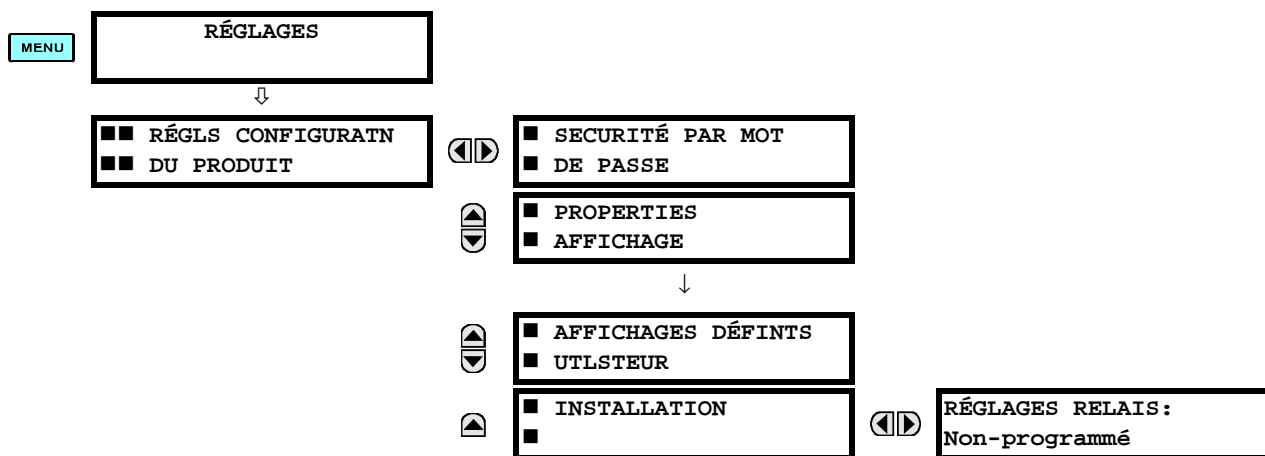 MENU
RÉGLAGES
■■ RÉGLS CONFIGURATN
■■ DU PRODUIT
■ SECURITÉ PAR MOT
■ DE PASSE
■ PROPERTIES
■ AFFICHAGE
■ AFFICHAGES DÉFINTS
■ UTLSTEUR
■ INSTALLATION
■
RÉGLAGES RELAIS:
Non-programmé